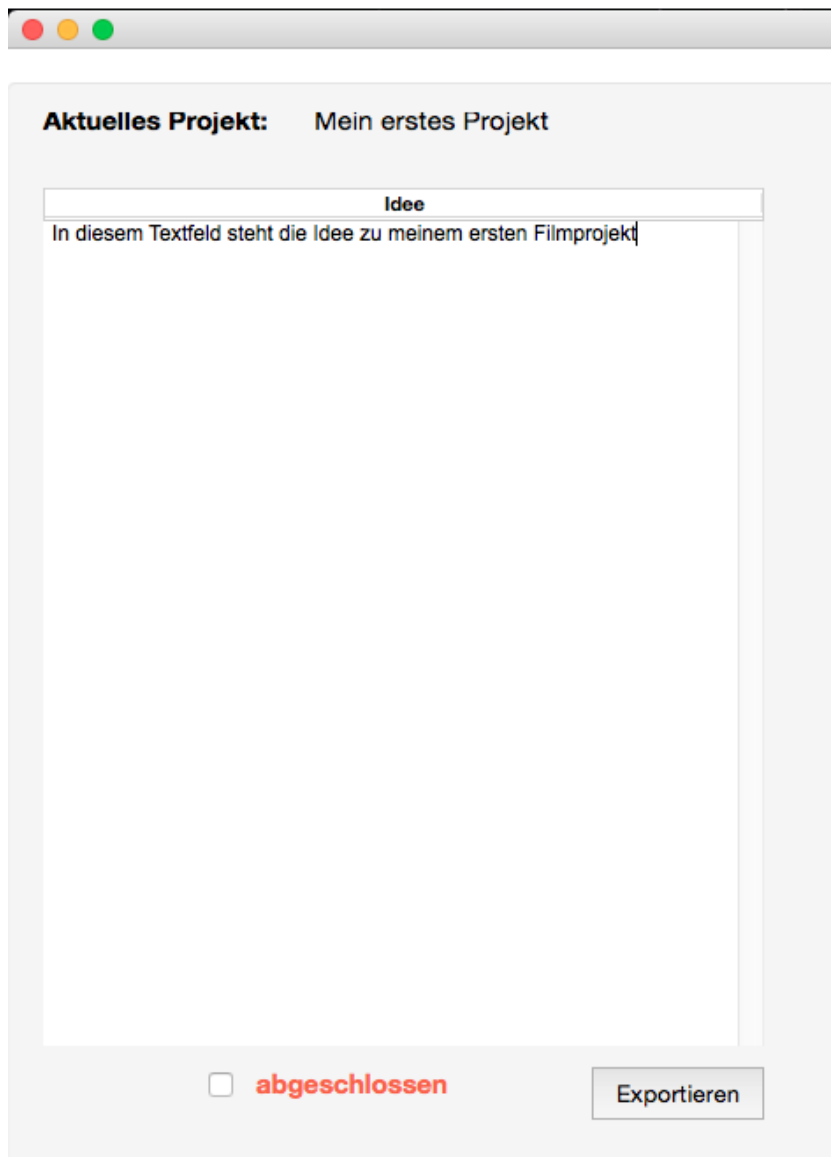 Aktuelles Projekt: Mein erstes Projekt
Idee
In diesem Textfeld steht die Idee zu meinem ersten Filmprojekt
abgeschlossen
Exportieren